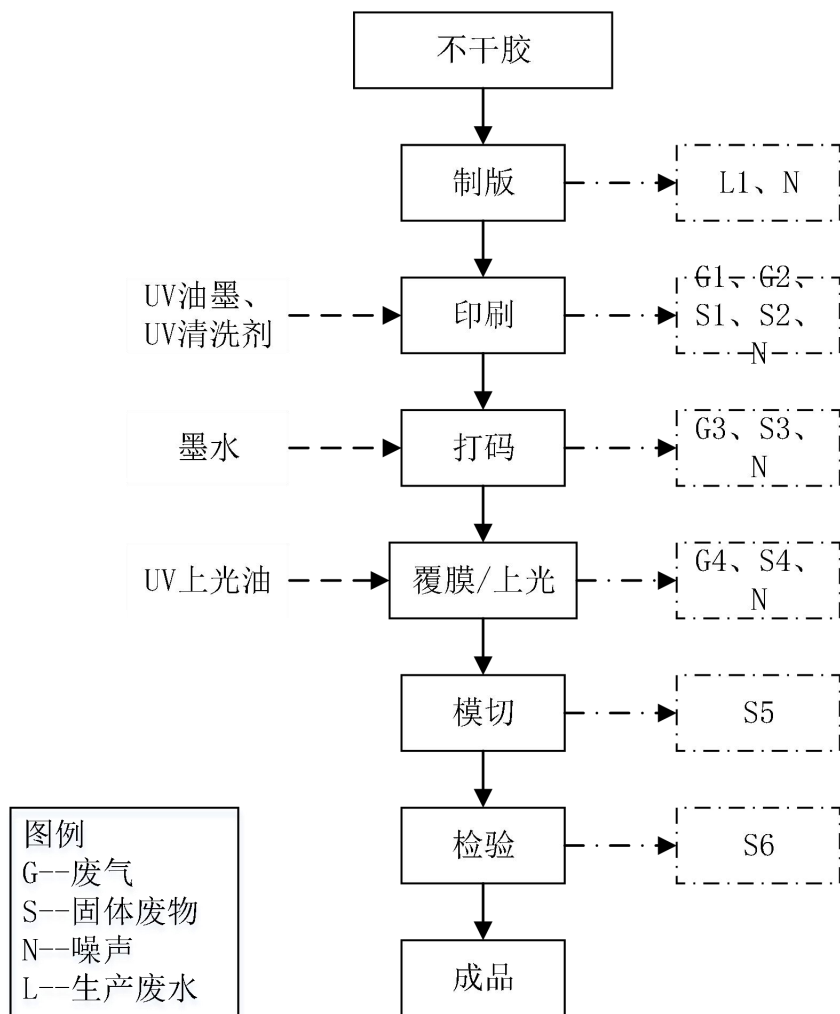 不干胶
制版
L1、N
UV油墨、
UV清洗剂
印刷
G1、G2、
S1、S2、
N
墨水
打码
G3、S3、
N
UV上光油
覆膜/上光
G4、S4、
N
模切
S5
检验
S6
成品
图例
G--废气
S--固体废物
N--噪声
L--生产废水